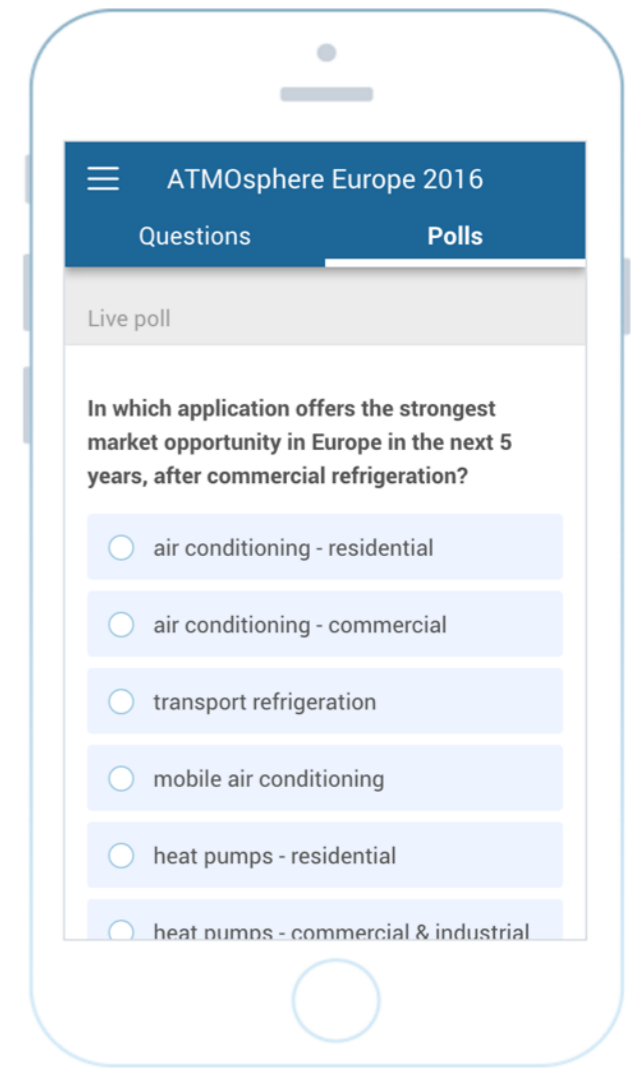 ATMOsphere Europe 2016
Questions Polls
Live poll
In which application offers the strongest
market opportunity in Europe in the next 5
years, after commercial refrigeration?
air conditioning - residential
air conditioning - commercial
transport refrigeration
mobile air conditioning
heat pumps - residential
heat pumps - commercial & industrial